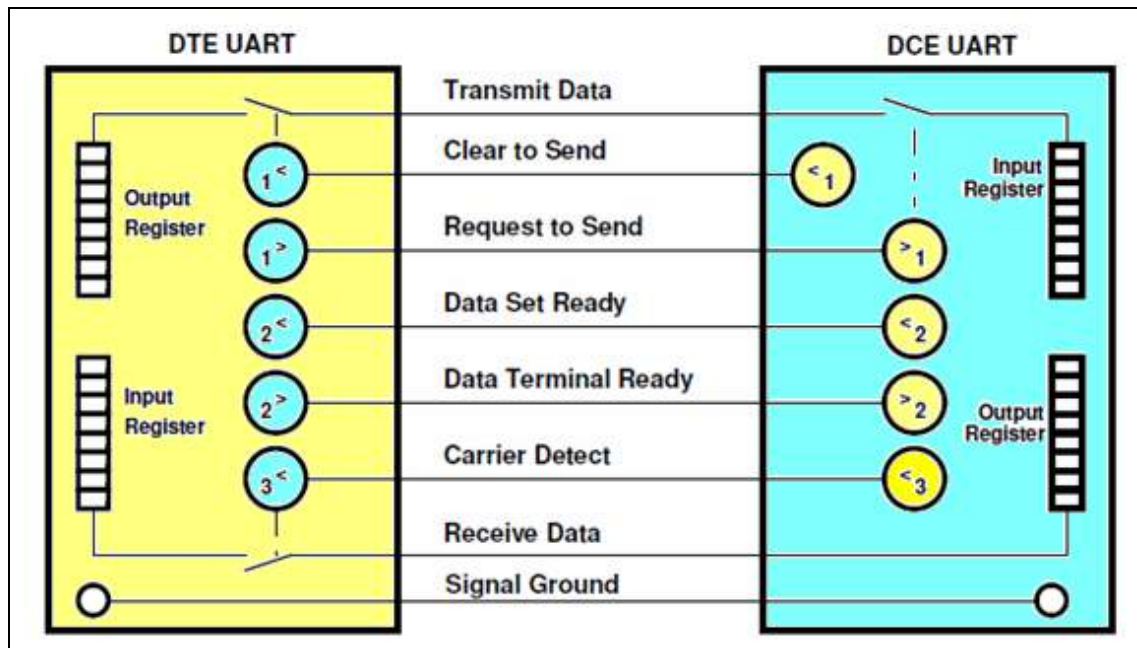 DTE UART
DCE UART
Transmit Data
Clear to Send
Request to Send
Data Set Ready
Data Terminal Ready
Carrier Detect
Receive Data
Signal Ground
Output
Register
Input
Register
1<
1>
2<
2>
3<
<1
>1
<2
>2
<3
Input
Register
Output
Register